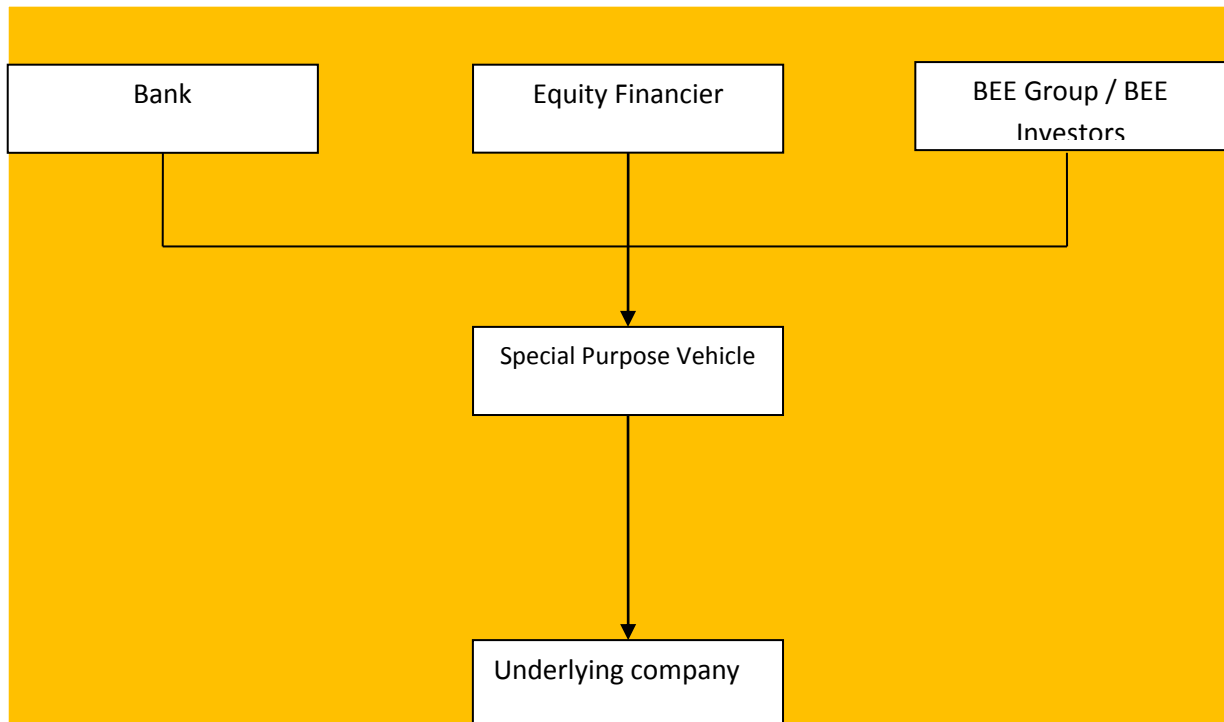 Bank
Equity Financier
BEE Group / BEE
Investors
Special Purpose Vehicle
Underlying company